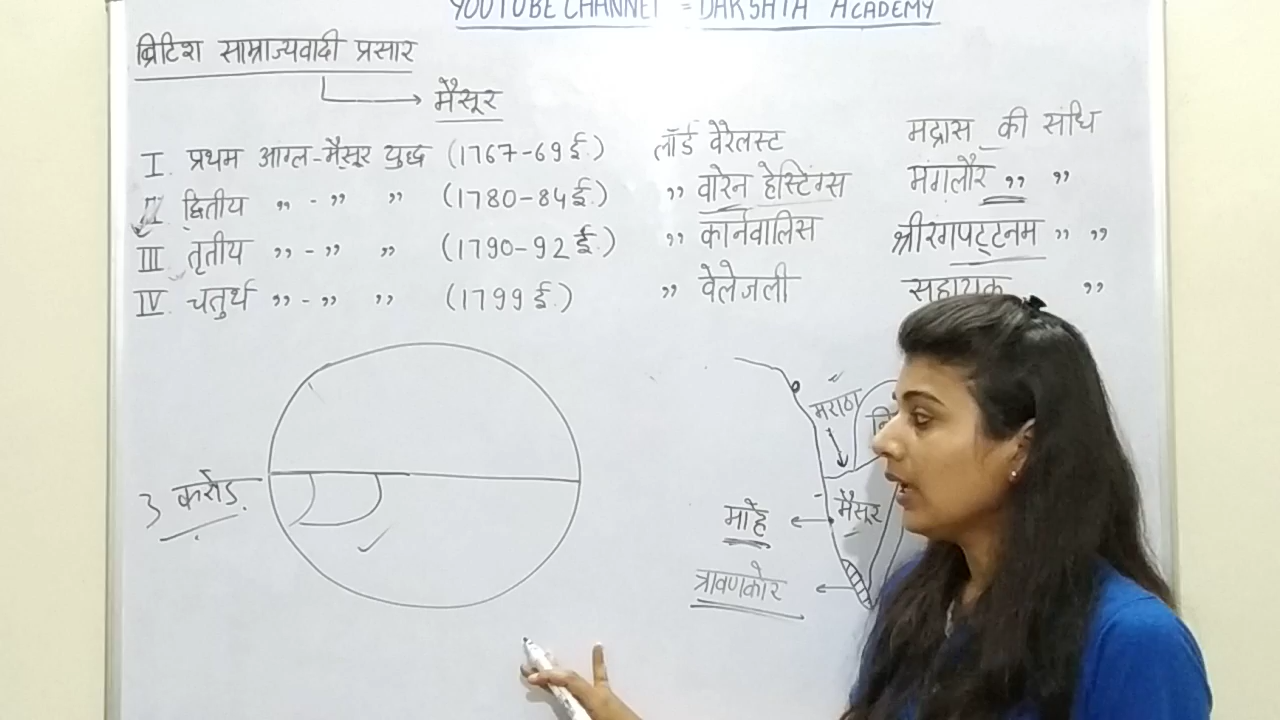 YOUTUBE CHANNEL = DAKSHTA ACADEMY
ब्रिटिश साम्राज्यवादी प्रसार
मैसूर
I. प्रथम आग्ल-मैसूर युद्ध (1767-69 ई.) लॉर्ड वेरेलस्ट मद्रास की संधि
II. द्वितीय ,, - ,, ,, (1780-84 ई.) ,, वारेन हेस्टिंग्स मंगलौर ,, ,,
III. तृतीय ,, - ,, ,, (1790-92 ई.) ,, कार्नवालिस श्रीरंगपट्टनम ,, ,,
IV. चतुर्थ ,, - ,, ,, (1799 ई.) ,, वेलेजली सहायक ,,
मराठा
3 करोड़
माहे
मैसूर
त्रावणकोर